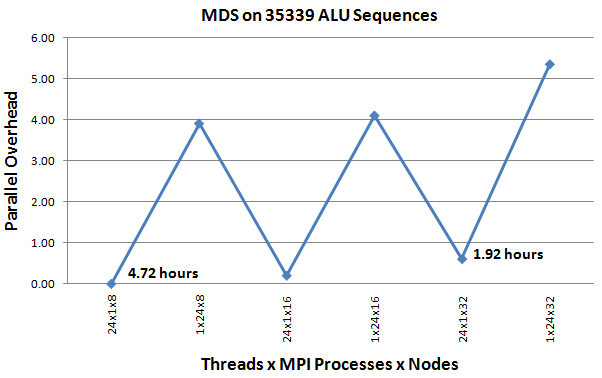 MDS on 35339 ALU Sequences
Parallel Overhead
6.00
5.00
4.00
3.00
2.00
1.00
0.00
4.72 hours
1.92 hours
24x1x8
1x24x8
24x1x16
1x24x16
24x1x32
1x24x32
Threads x MPI Processes x Nodes